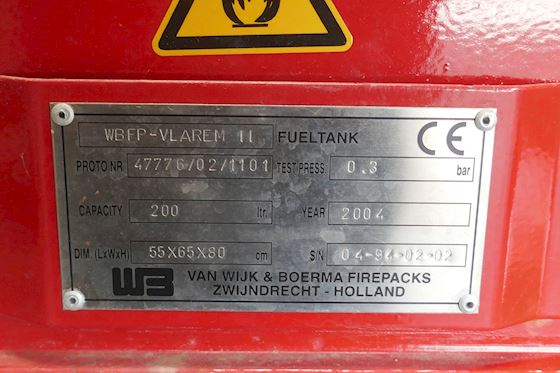 WBFP-VLAREM II FUELTANK CE
PROTO NR 47776/02/1101 TEST PRESS 0.3 bar
CAPACITY 200 ltr. YEAR 2004
DIM. (LxWxH) 55X65X80 cm S/N 04-94-02-02
WB VAN WIJK & BOERMA FIREPACKS
ZWIJNDRECHT - HOLLAND